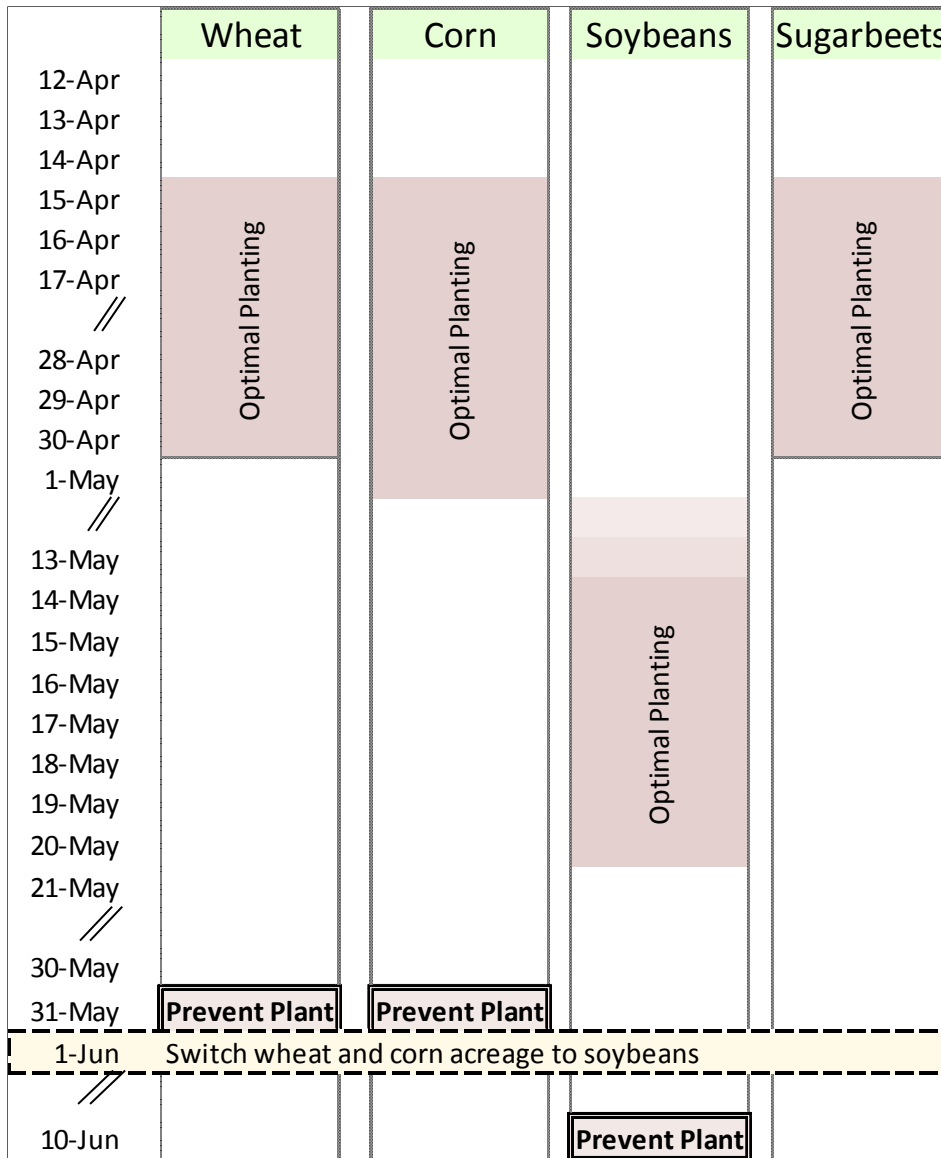 Wheat Corn Soybeans Sugarbeets
12-Apr
13-Apr
14-Apr
15-Apr
16-Apr
17-Apr
28-Apr
29-Apr
30-Apr
1-May
13-May
14-May
15-May
16-May
17-May
18-May
19-May
20-May
21-May
30-May
31-May
Optimal Planting
Optimal Planting
Optimal Planting
Optimal Planting
Prevent Plant Prevent Plant
1-Jun Switch wheat and corn acreage to soybeans
10-Jun Prevent Plant